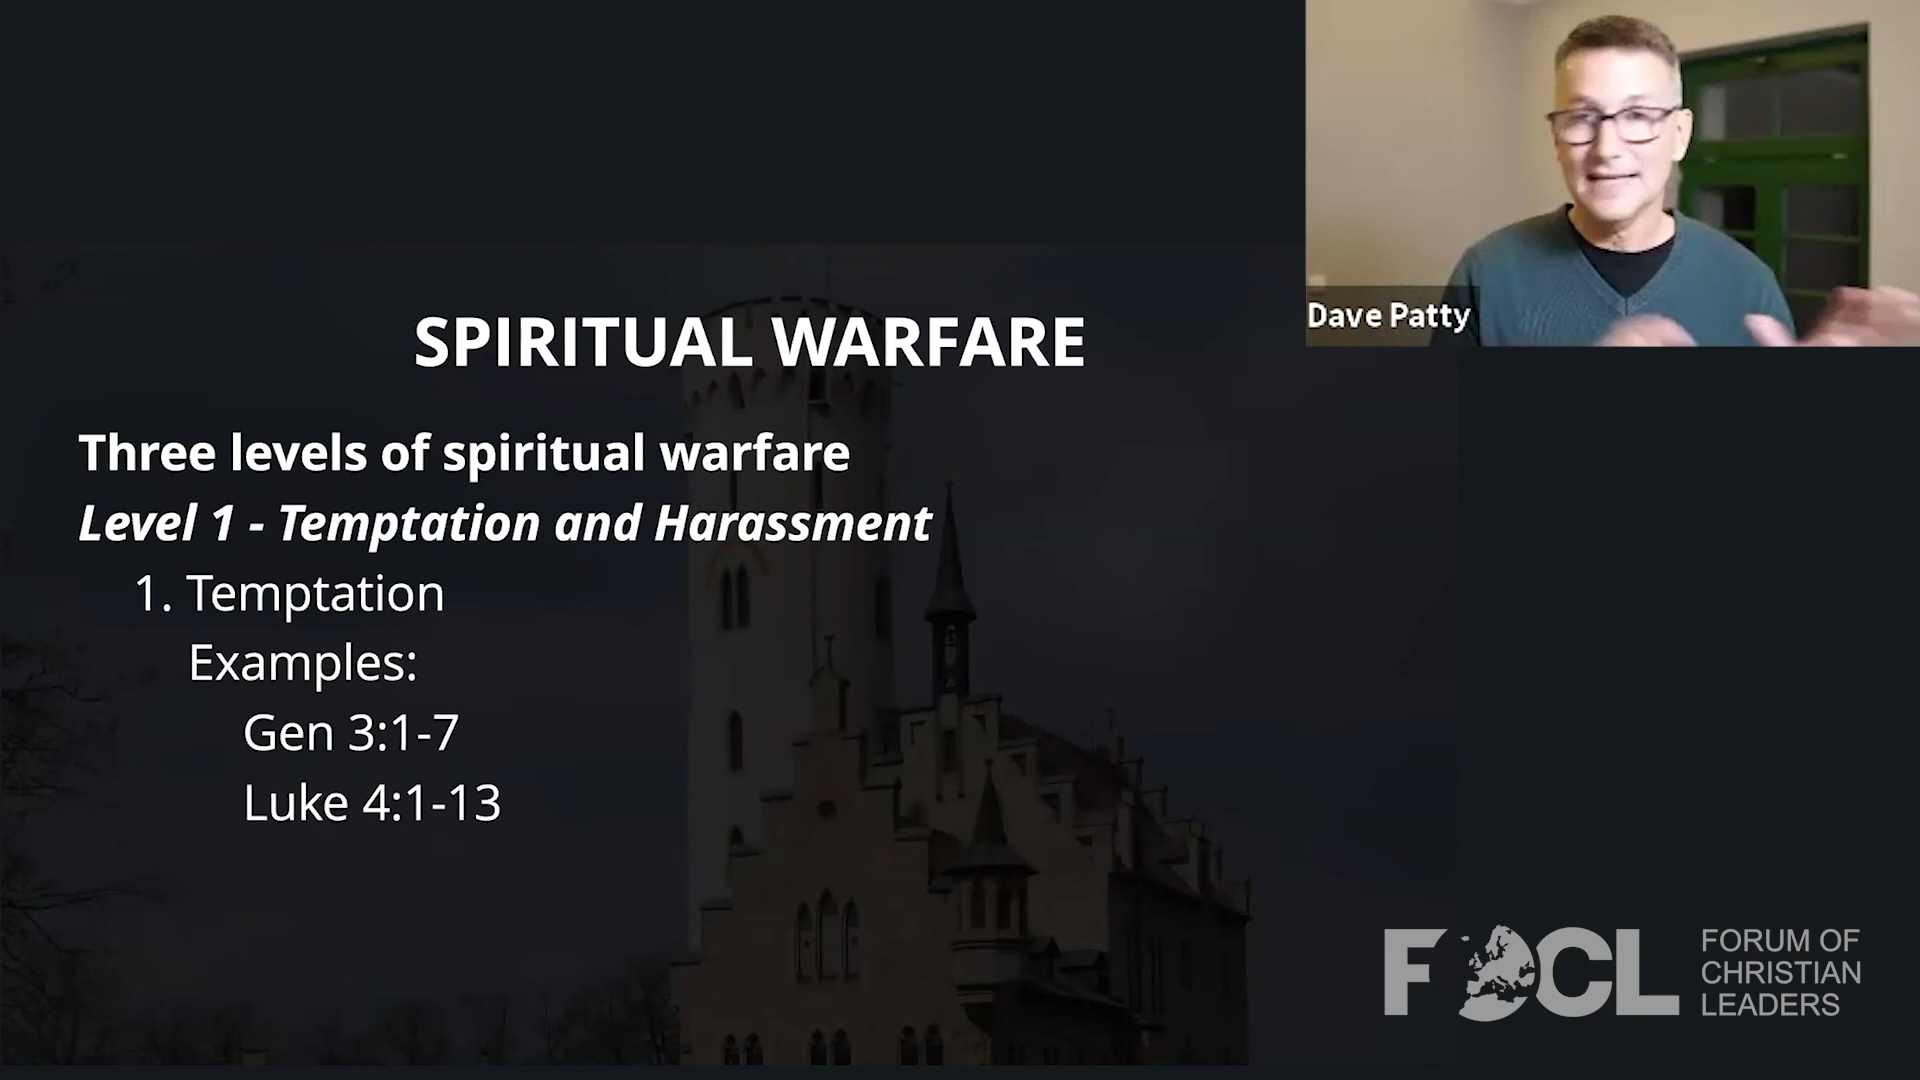 SPIRITUAL WARFARE
Three levels of spiritual warfare
Level 1 - Temptation and Harassment
1. Temptation
Examples:
Gen 3:1-7
Luke 4:1-13
Dave Patty
FOCL
FORUM OF
CHRISTIAN
LEADERS